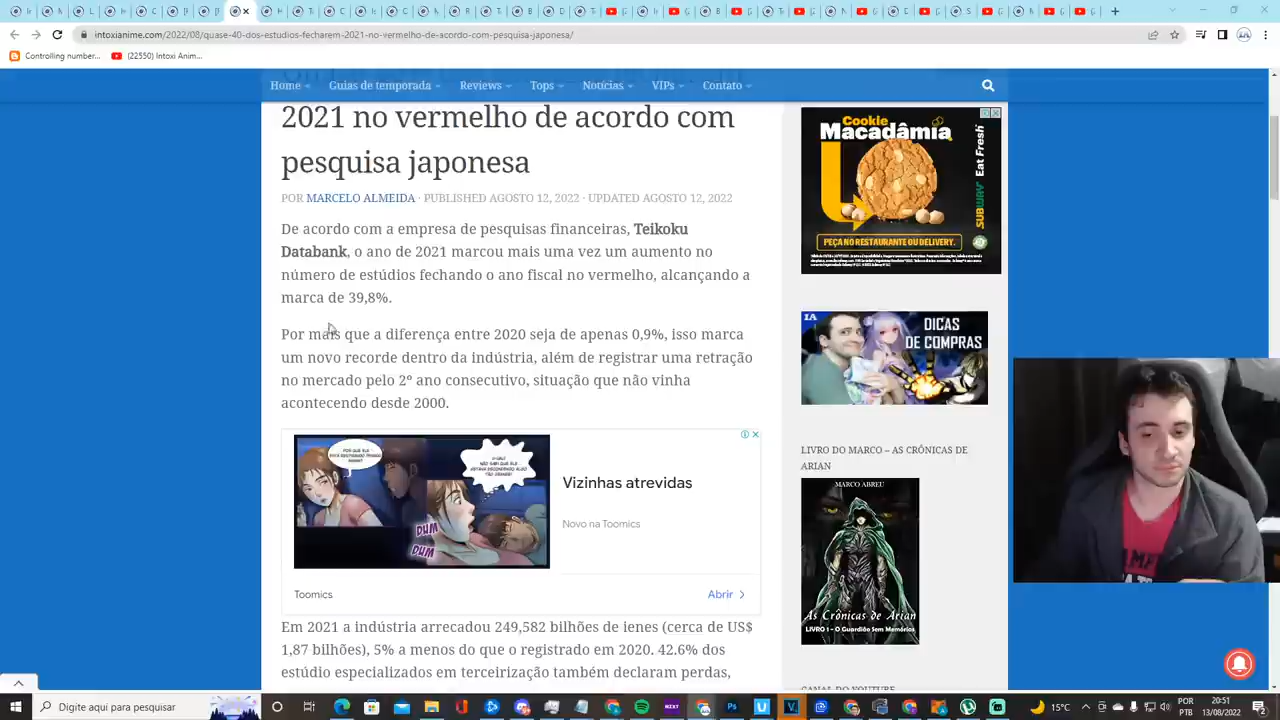 intoxianime.com/2022/08/quase-40-dos-estudios-fecharem-2021-no-vermelho-de-acordo-com-pesquisa-japonesa/
Controlling number...
(22550) Intoxi Anim...
Home
Guias de temporada
Reviews
Tops
Notícias
VIPs
Contato
2021 no vermelho de acordo com
pesquisa japonesa
POR MARCELO ALMEIDA · PUBLISHED AGOSTO 12, 2022 · UPDATED AGOSTO 12, 2022
De acordo com a empresa de pesquisas financeiras, Teikoku
Databank, o ano de 2021 marcou mais uma vez um aumento no
número de estúdios fechando o ano fiscal no vermelho, alcançando a
marca de 39,8%.
Por mais que a diferença entre 2020 seja de apenas 0,9%, isso marca
um novo recorde dentro da indústria, além de registrar uma retração
no mercado pelo 2º ano consecutivo, situação que não vinha
acontecendo desde 2000.
DUM
DUM
Vizinhas atrevidas
Novo na Toomics
Toomics
Abrir
Em 2021 a indústria arrecadou 249,582 bilhões de ienes (cerca de US$
1,87 bilhões), 5% a menos do que o registrado em 2020. 42.6% dos
estúdio especializados em terceirização também declaram perdas,
Cookie
Macadâmia
SUBWAY Eat Fresh
PEÇA NO RESTAURANTE OU DELIVERY.
IA
DICAS
DE COMPRAS
LIVRO DO MARCO – AS CRÔNICAS DE
ARIAN
MARCO ABREU
As Crônicas de Arian
LIVRO 1 - O Guardião Sem Memórias
CANAL DO YOUTUBE
Digite aqui para pesquisar
15°C
POR
PTB
20:51
13/08/2022